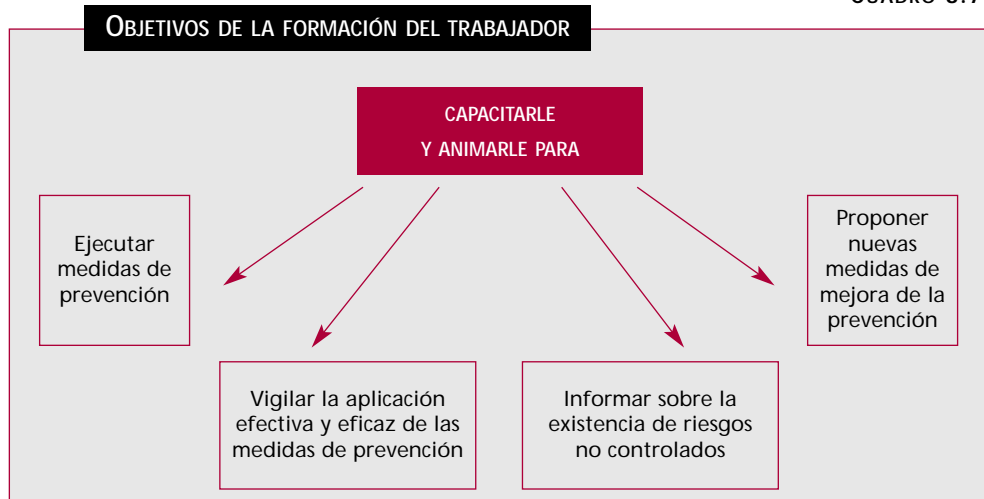 OBJETIVOS DE LA FORMACIÓN DEL TRABAJADOR
CAPACITARLE
Y ANIMARLE PARA
Ejecutar
medidas de
prevención
Vigilar la aplicación
efectiva y eficaz de las
medidas de prevención
Informar sobre la
existencia de riesgos
no controlados
Proponer
nuevas
medidas de
mejora de la
prevención